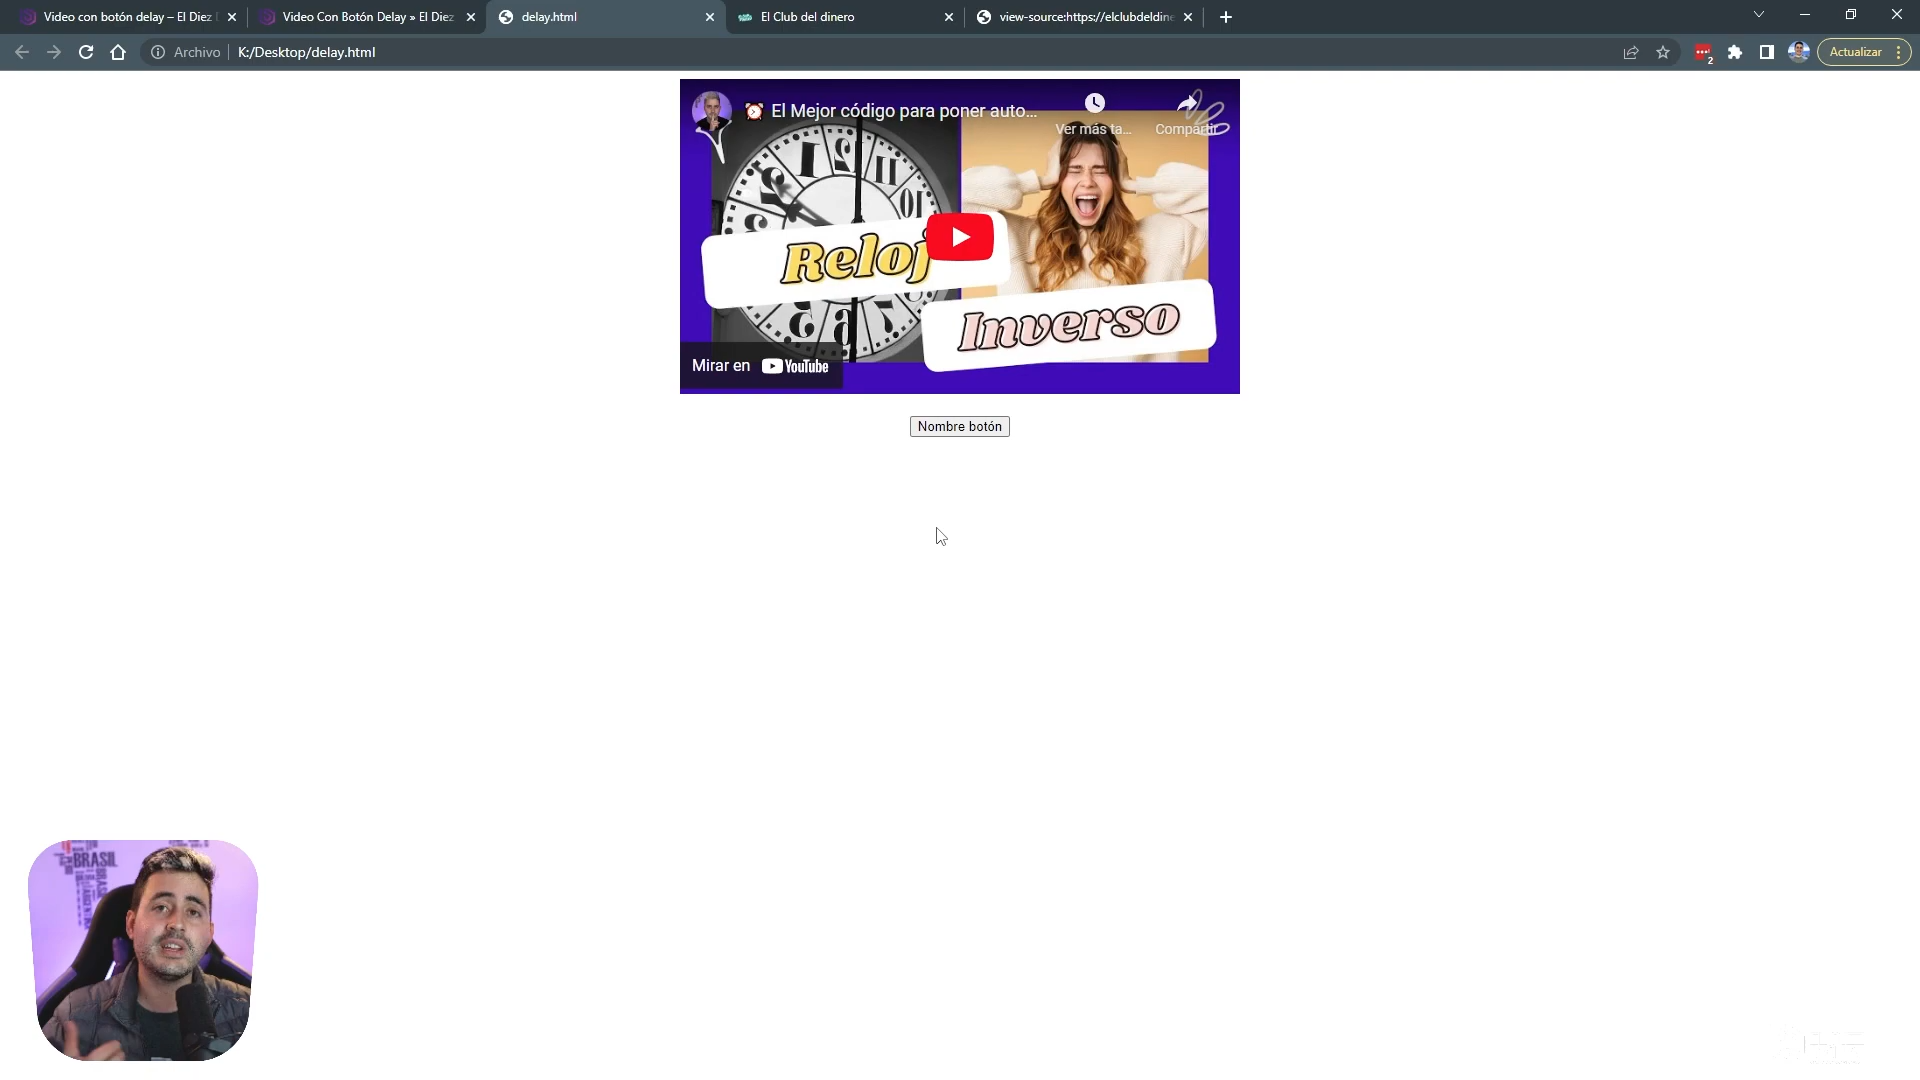 Video con botón delay – El Diez
Video Con Botón Delay » El Diez
delay.html
El Club del dinero
view-source:https://elclubdeldine
Archivo
K:/Desktop/delay.html
2
Actualizar
El Mejor código para poner auto...
Ver más ta...
Compartir
Reloj
Inverso
Mirar en YouTube
Nombre botón
BRASIL